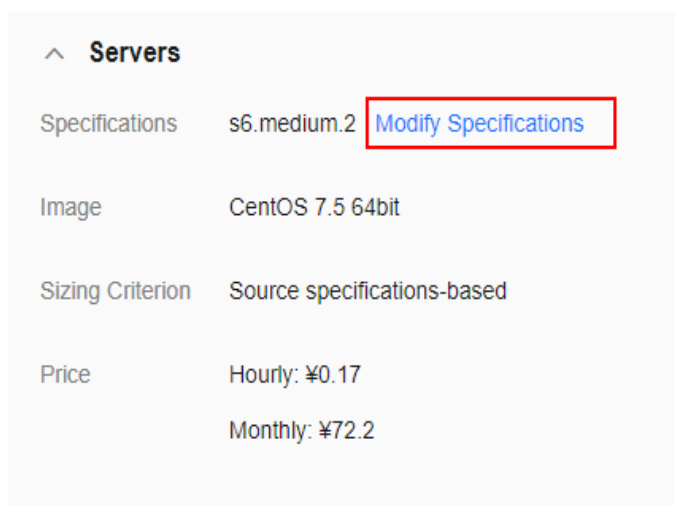 Servers
Specifications s6.medium.2 Modify Specifications
Image CentOS 7.5 64bit
Sizing Criterion Source specifications-based
Price Hourly: ¥0.17
Monthly: ¥72.2